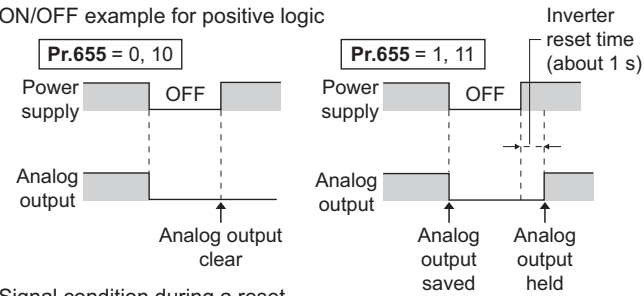 ON/OFF example for positive logic
Pr.655 = 0, 10
Power
supply
OFF
Analog
output
Analog output
clear
Pr.655 = 1, 11
Inverter
reset time
(about 1 s)
Power
supply
OFF
Analog
output
Analog
output
saved
Analog
output
held
Signal condition during a reset